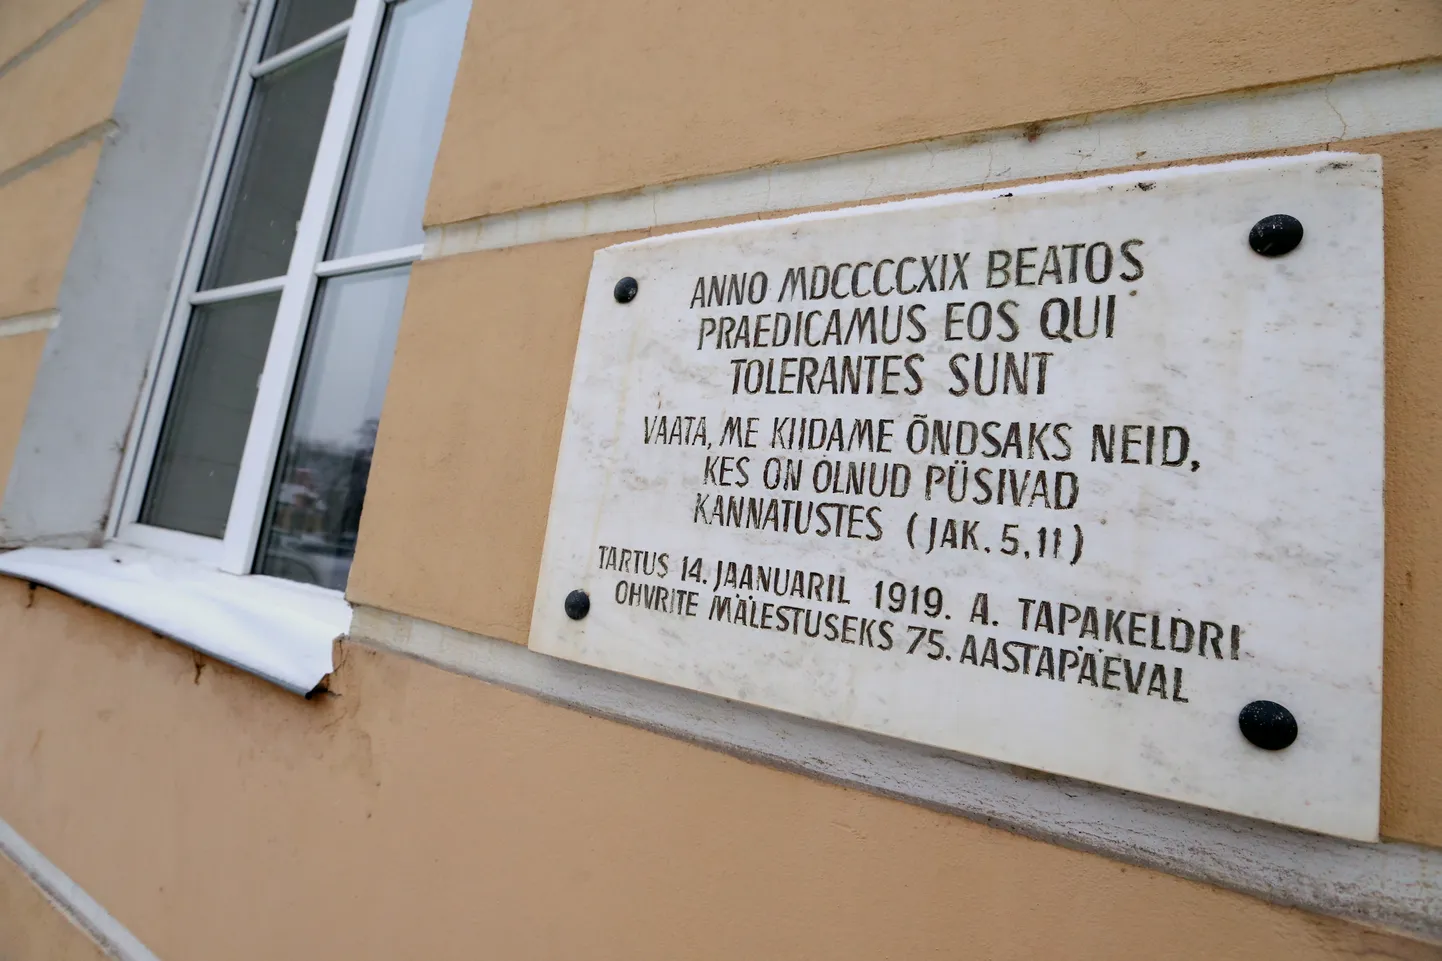 ANNO MDCCCCXIX BEATOS
PRAEDICAMUS EOS QUI
TOLERANTES SUNT
VAATA, ME KIIDAME ÕNDSAKS NEID,
KES ON OLNUD PÜSIVAD
KANNATUSTES (JAK. 5,11)
TARTUS 14. JAANUARIL 1919. A. TAPAKELDRI
OHVRITE MÄLESTUSEKS 75. AASTAPÄEVAL